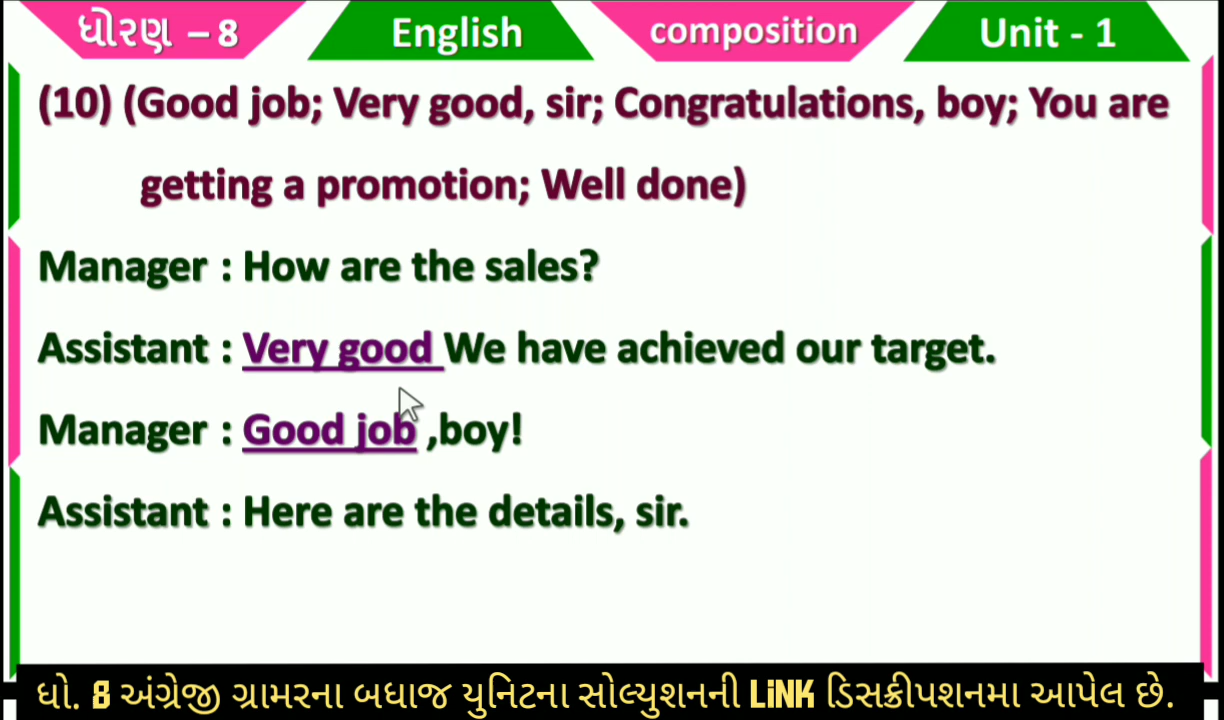 ધોરણ – 8 English composition Unit - 1
(10) (Good job; Very good, sir; Congratulations, boy; You are
getting a promotion; Well done)
Manager : How are the sales?
Assistant : Very good We have achieved our target.
Manager : Good job ,boy!
Assistant : Here are the details, sir.
ધો. 8 અંગ્રેજી ગ્રામરના બધાજ યુનિટના સોલ્યુશનની LiNK ડિસક્રીપશનમા આપેલ છે.